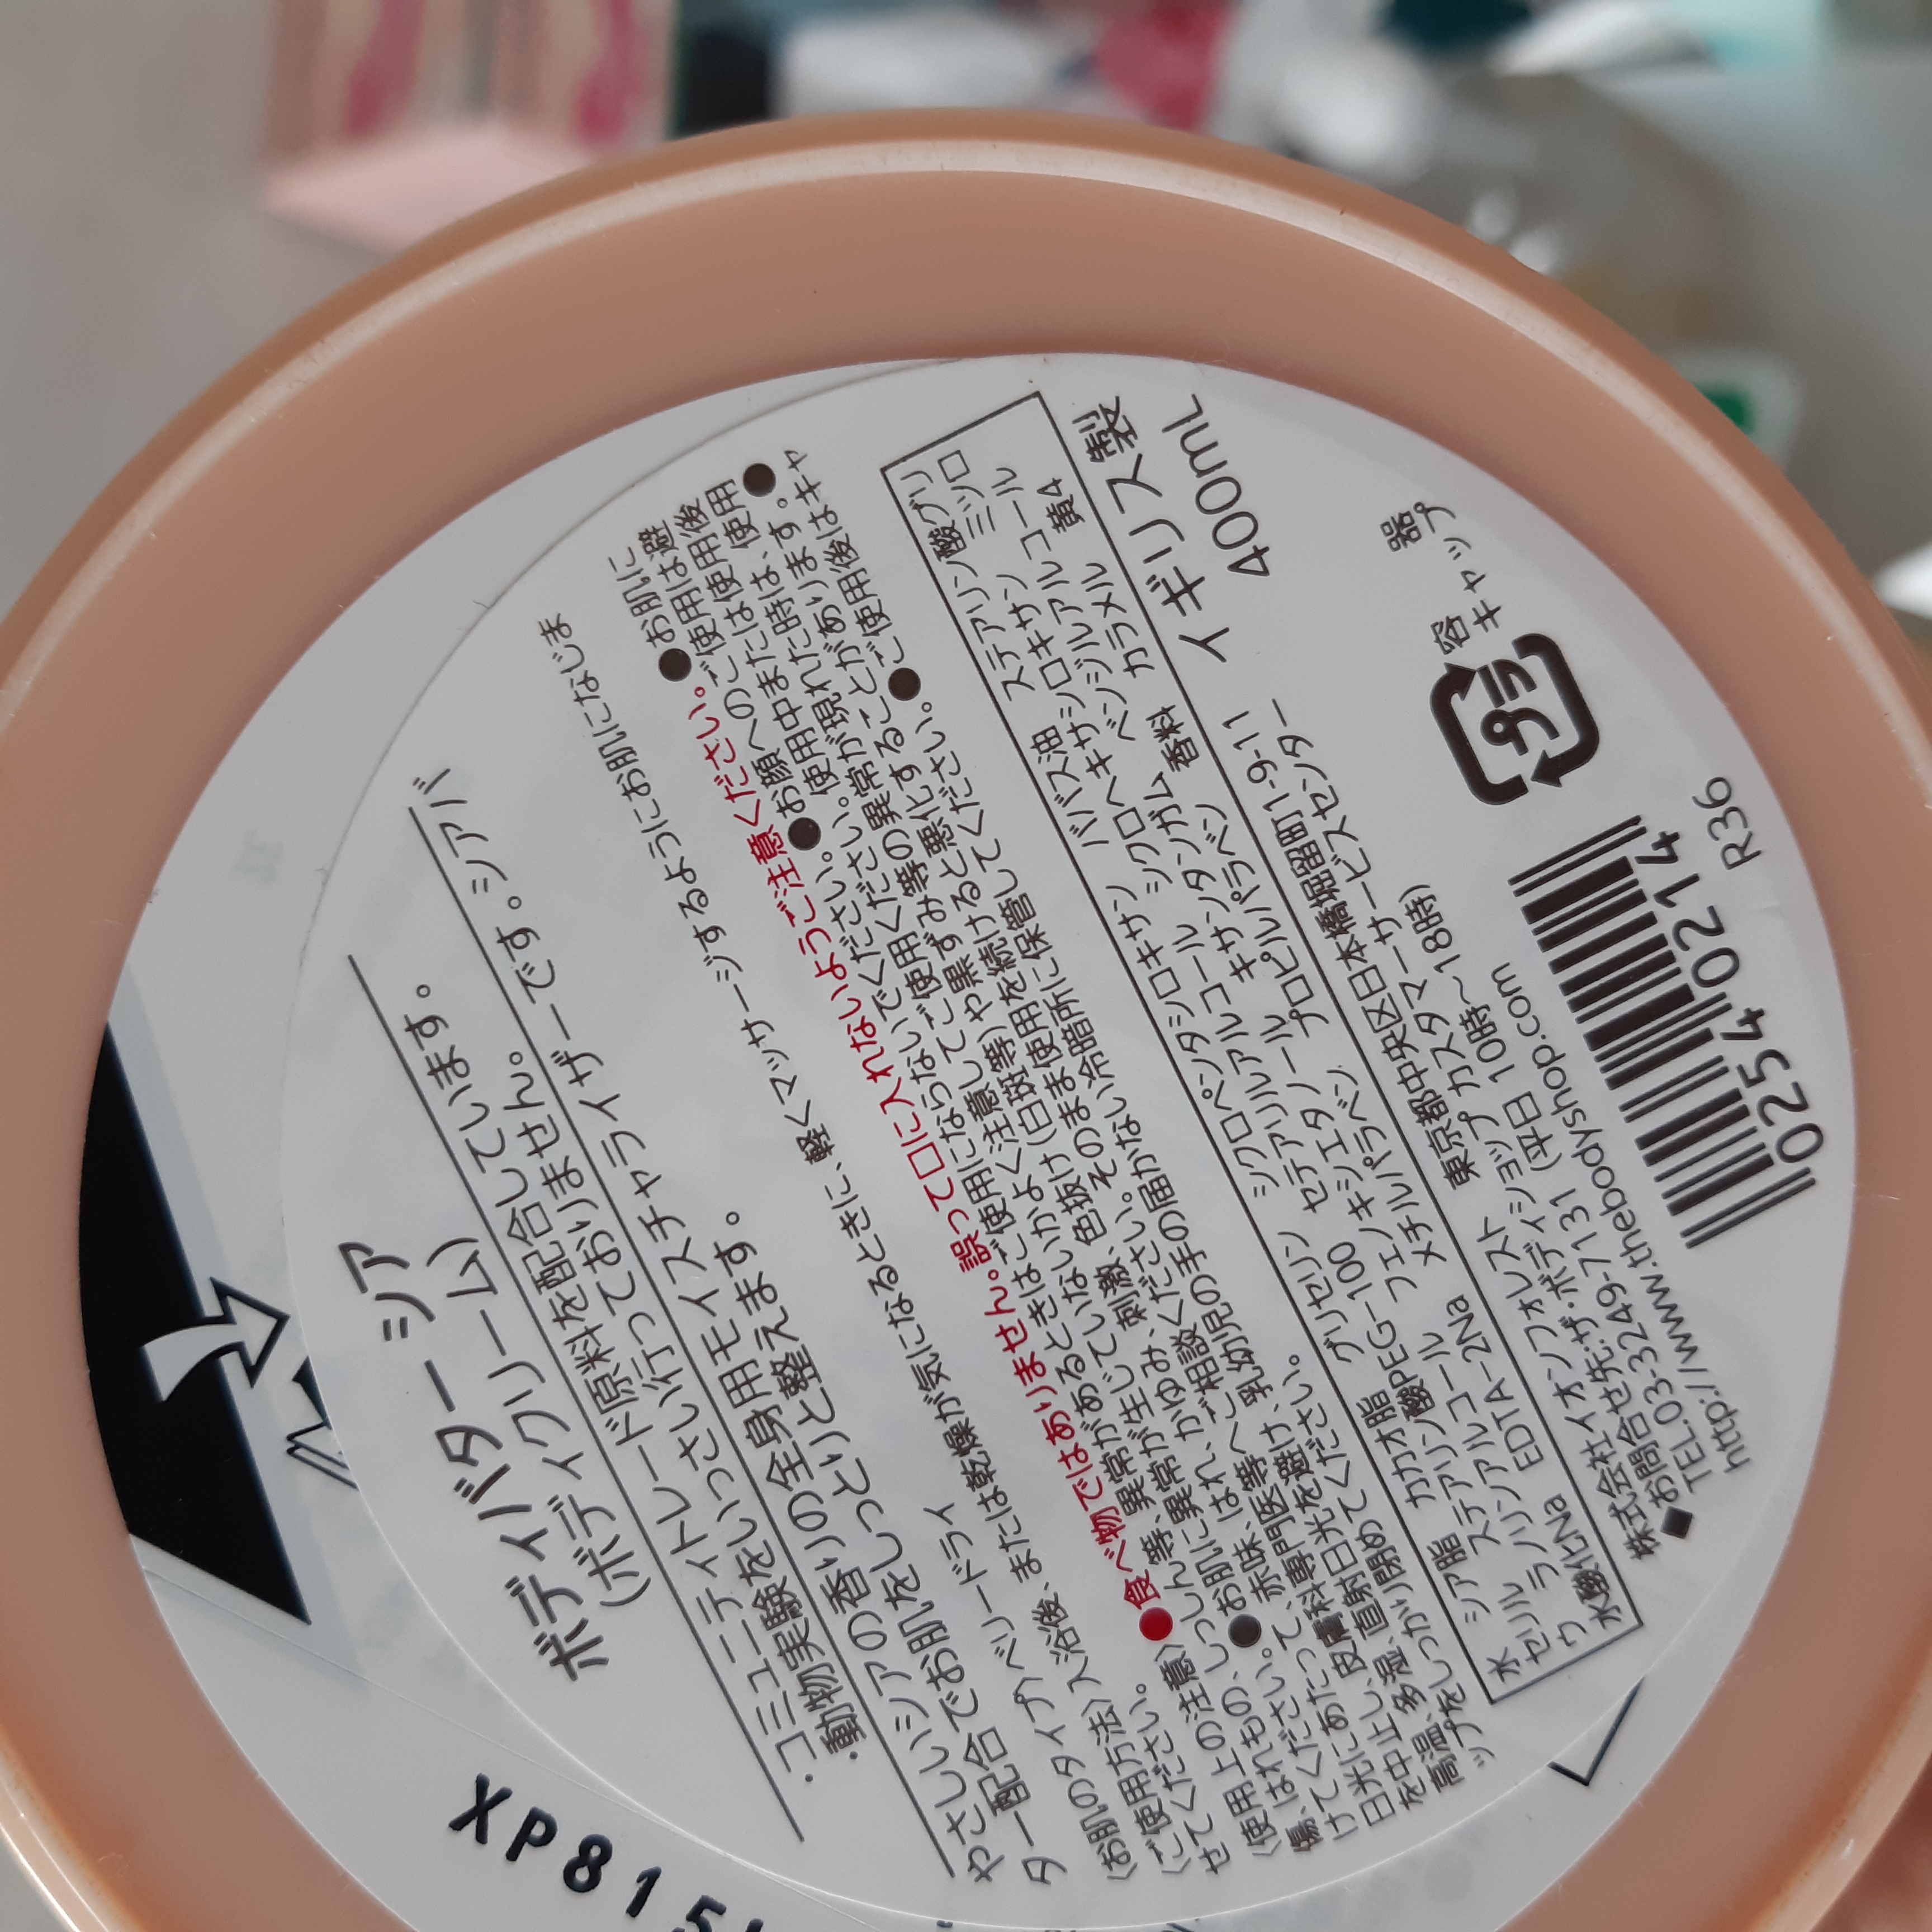 XP815
ボディバター シア
(ボディクリーム)
・コミュニティトレード原料を配合しています。
・動物実験をいっさい行っておりません。
やさしいシアの香りの全身用モイスチャライザーです。シアバ
ター配合でお肌をしっとりと整えます。
〈お肌のタイプ〉ベリードライ
〈ご使用方法〉入浴後、または乾燥が気になるときに、軽くマッサージするようにお肌になじま
せてください。
〈使用上の注意〉●食べ物ではありません。誤って口に入れないようご注意ください。●お肌に
傷、はれもの、しっしん等、異常があるときはご使用にならないでください。●お顔へのご使用は避
けてください。●お肌に異常が生じていないかよく注意してご使用ください。使用中または使用後
日光にあたって、赤味、はれ、かゆみ、刺激、色抜け(白斑等)や黒ずみ等の異常が現れた時は、使用
を中止し、皮膚科専門医等へご相談ください。そのまま使用を続けると悪化することがあります。●
高温、多湿、直射日光を避け、乳幼児の手の届かない冷暗所に保管してください。●ご使用後はキャ
ップをしっかり閉めてください。
水 シア脂 カカオ脂 グリセリン シクロペンタシロキサン ババス油 ステアリン酸グリ
セリル ステアリン酸PEG-100 セテアリルアルコール シクロヘキサシロキサン ミツロ
ウ ラノリンアルコール フェノキシエタノール キサンタンガム ベンジルアルコール
水酸化Na EDTA-2Na メチルパラベン プロピルパラベン 香料 カラメル 黄4
株式会社イオンフォレスト 東京都中央区日本橋堀留町1-9-11 イギリス製
◆お問合せ先:ザ・ボディショップ カスタマーサービスセンター 400mL
TEL.03-3249-7131 (平日 10時~18時)
http://www.thebodyshop.com
プラ
容 器
キャップ
0254 0214
R36